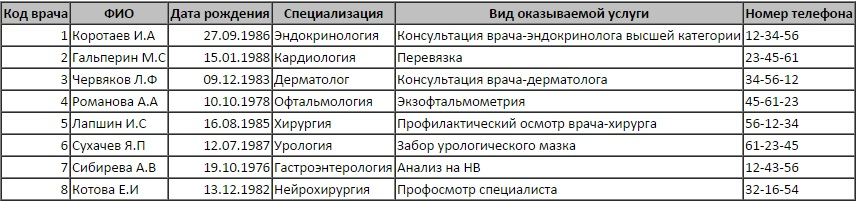 Код врача ФИО Дата рождения Специализация Вид оказываемой услуги Номер телефона
1 Коротаев И.А 27.09.1986 Эндокринология Консультация врача-эндокринолога высшей категории 12-34-56
2 Гальперин М.С 15.01.1988 Кардиология Перевязка 23-45-61
3 Червяков Л.Ф 09.12.1983 Дерматолог Консультация врача-дерматолога 34-56-12
4 Романова А.А 10.10.1978 Офтальмология Экзофтальмометрия 45-61-23
5 Лапшин И.С 16.08.1985 Хирургия Профилактический осмотр врача-хирурга 56-12-34
6 Сухачев Я.П 12.07.1987 Урология Забор урологического мазка 61-23-45
7 Сибирева А.В 19.10.1976 Гастроэнтерология Анализ на НВ 12-43-56
8 Котова Е.И 13.12.1982 Нейрохирургия Профосмотр специалиста 32-16-54